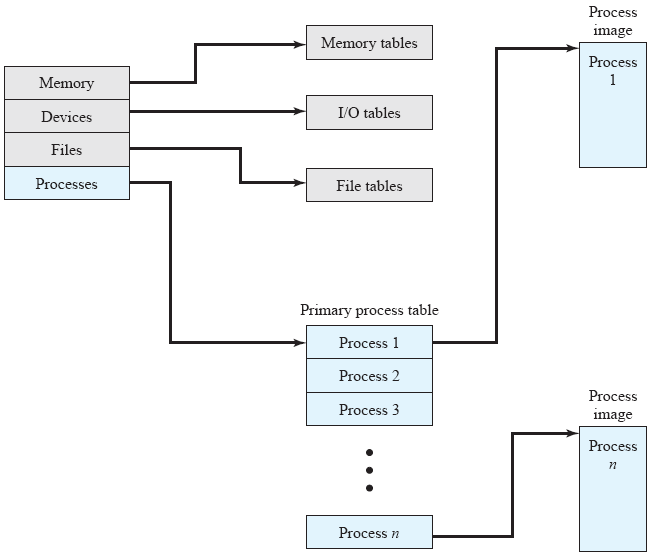 Memory
Devices
Files
Processes
Memory tables
I/O tables
File tables
Primary process table
Process 1
Process 2
Process 3
Process n
Process
image
Process
1
Process
image
Process
n